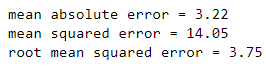 mean absolute error = 3.22
mean squared error = 14.05
root mean squared error = 3.75